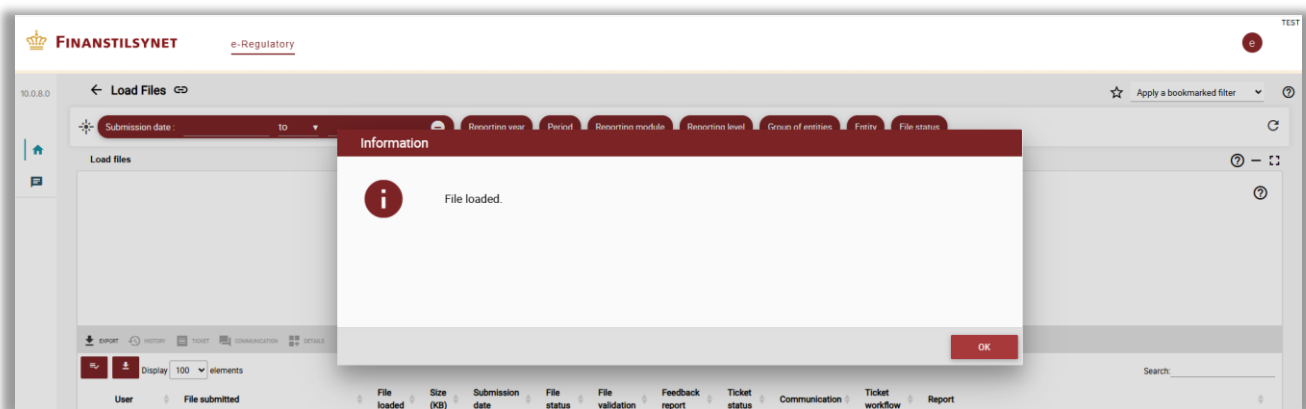 TEST
FINANSTILSYNET e-Regulatory e
10.0.8.0 Load Files Apply a bookmarked filter
Submission date : to Reporting year Period Reporting module Reporting level Group of entities Entity File status
Information
Load files
File loaded.
EXPORT HISTORY TICKET COMMUNICATION DETAILS
OK
Display 100 elements Search:
User File submitted File loaded Size (KB) Submission date File status File validation Feedback report Ticket status Communication Ticket workflow Report